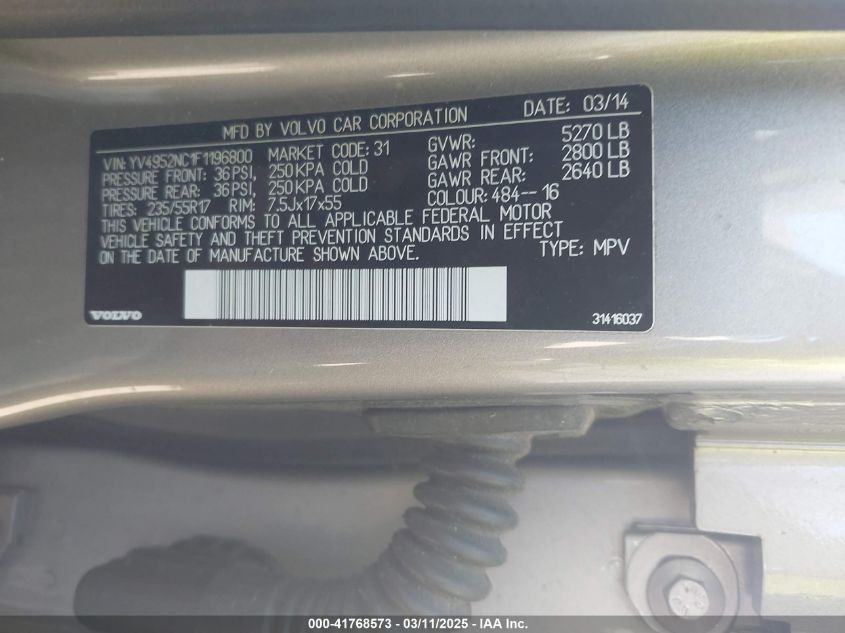 MFD BY VOLVO CAR CORPORATION DATE: 03/14
VIN: YV4952NC1F1196800 MARKET CODE: 31 GVWR: 5270 LB
PRESSURE FRONT: 36 PSI, 250 KPA COLD GAWR FRONT: 2800 LB
PRESSURE REAR: 36 PSI, 250 KPA COLD GAWR REAR: 2640 LB
TIRES: 235/55R17 RIM: 7.5Jx17x55 COLOUR: 484-- 16
THIS VEHICLE CONFORMS TO ALL APPLICABLE FEDERAL MOTOR
VEHICLE SAFETY AND THEFT PREVENTION STANDARDS IN EFFECT
ON THE DATE OF MANUFACTURE SHOWN ABOVE. TYPE: MPV
VOLVO 31416037
000-41768573 - 03/11/2025 - IAA Inc.